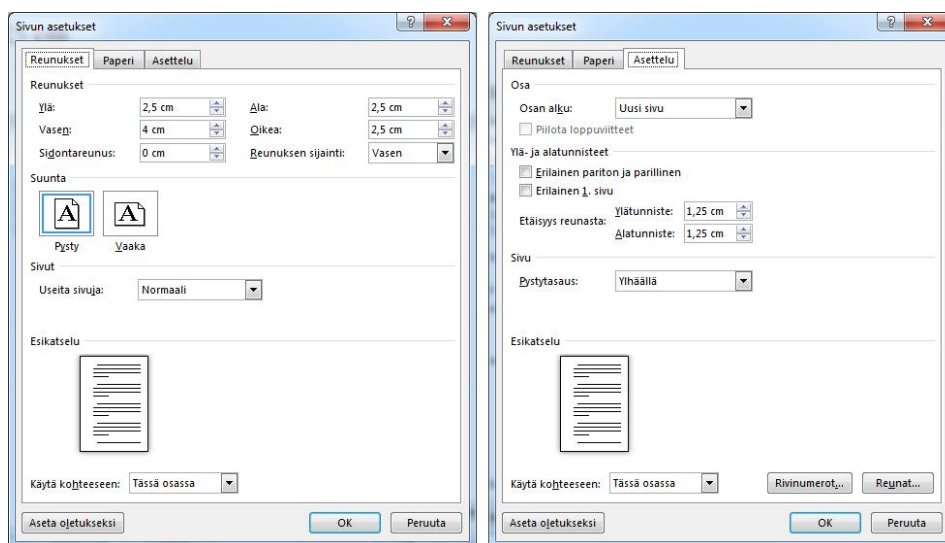 Sivun asetukset
Reunukset Paperi Asettelu
Reunukset
Ylä: 2,5 cm Ala: 2,5 cm
Vasen: 4 cm Oikea: 2,5 cm
Sidontareunus: 0 cm Reunuksen sijainti: Vasen
Suunta
A A
Pysty Vaaka
Sivut
Useita sivuja: Normaali
Esikatselu
Käytä kohteeseen: Tässä osassa
Aseta oletukseksi OK Peruuta
Sivun asetukset
Reunukset Paperi Asettelu
Osa
Osan alku: Uusi sivu
Piilota loppuviitteet
Ylä- ja alatunnisteet
Erilainen pariton ja parillinen
Erilainen 1. sivu
Etäisyys reunasta: Ylätunniste: 1,25 cm
Alatunniste: 1,25 cm
Sivu
Pystytasaus: Ylhäällä
Esikatselu
Käytä kohteeseen: Tässä osassa Rivinumerot... Reunat...
Aseta oletukseksi OK Peruuta